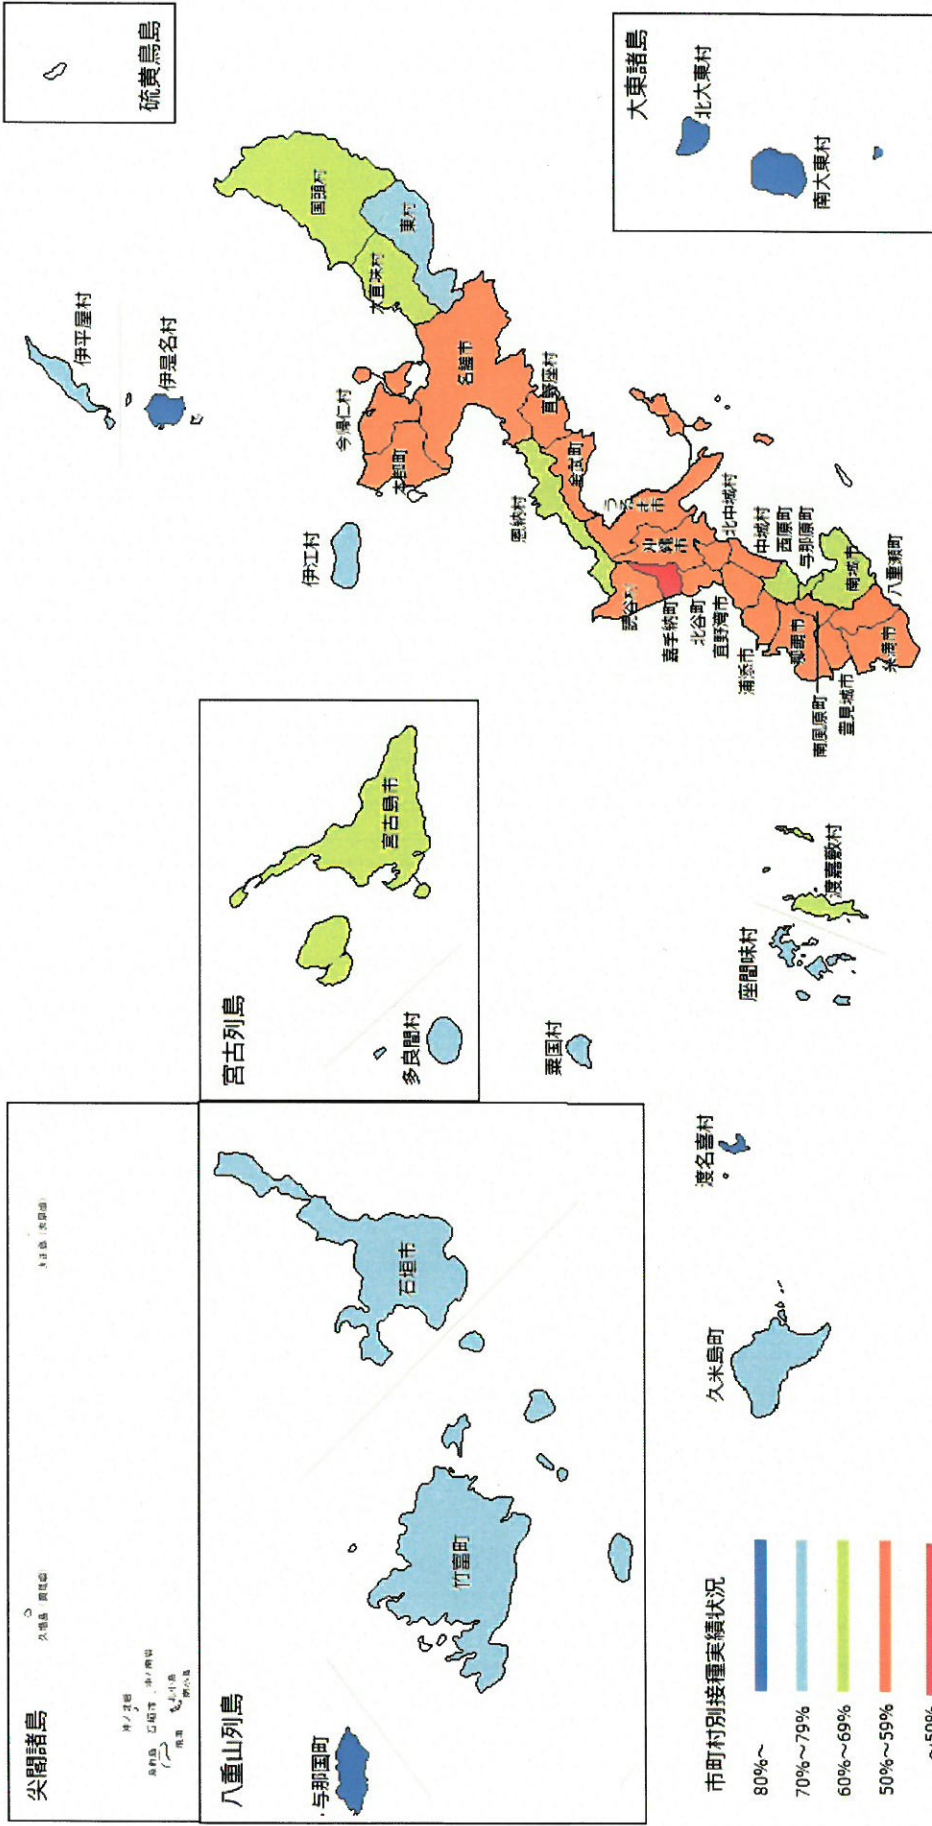 尖閣諸島
久場島
八重山列島
与那国町
竹富町
石垣市
宮古列島
多良間村
宮古島市
硫黄鳥島
伊平屋村
伊是名村
伊江村
今帰仁村
本部町
国頭村
大宜味村
東村
名護市
宜野座村
恩納村
金武町
うるま市
沖縄市
読谷村
嘉手納町
北谷町
北中城村
宜野湾市
中城村
浦添市
西原町
与那原町
那覇市
南城市
南風原町
豊見城市
八重瀬町
糸満市
粟国村
渡名喜村
久米島町
座間味村
渡嘉敷村
大東諸島
北大東村
南大東村
市町村別接種実績状況
80%～
70%～79%
60%～69%
50%～59%